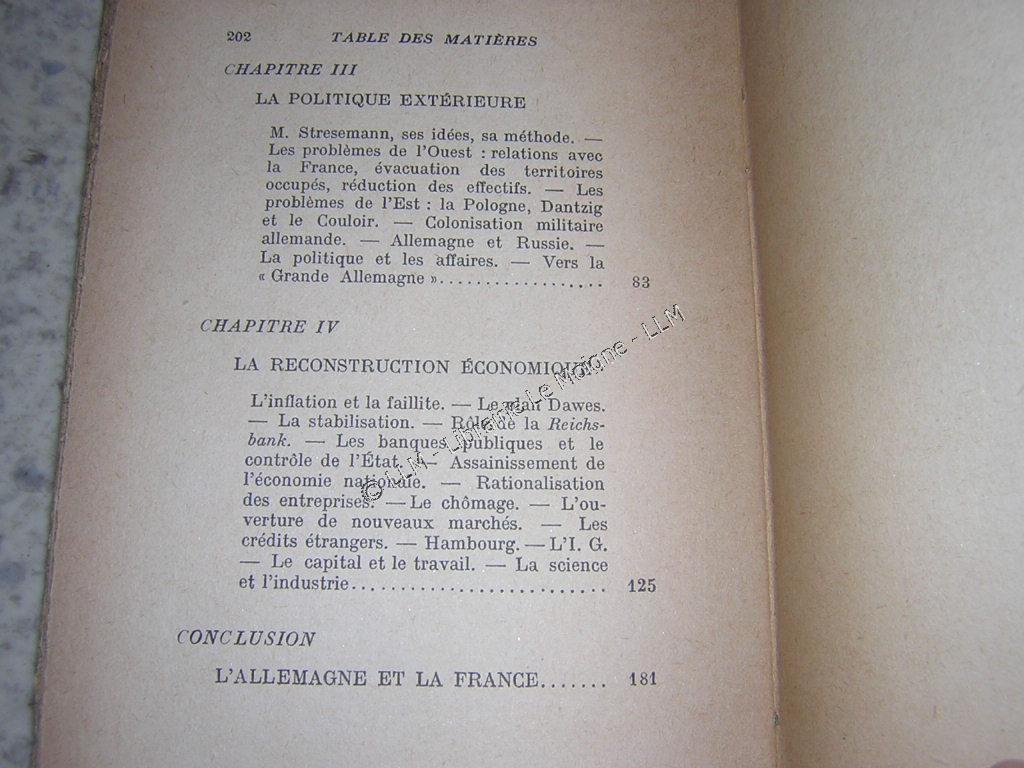 202 TABLE DES MATIÈRES
CHAPITRE III
LA POLITIQUE EXTÉRIEURE
M. Stresemann, ses idées, sa méthode. —
Les problèmes de l'Ouest : relations avec
la France, évacuation des territoires
occupés, réduction des effectifs. — Les
problèmes de l'Est : la Pologne, Dantzig
et le Couloir. — Colonisation militaire
allemande. — Allemagne et Russie. —
La politique et les affaires. — Vers la
« Grande Allemagne ».................. 83
CHAPITRE IV
LA RECONSTRUCTION ÉCONOMIQUE.
L'inflation et la faillite. — Le plan Dawes.
— La stabilisation. — Rôle de la Reichs-
bank. — Les banques publiques et le
contrôle de l'État. — Assainissement de
l'économie nationale. — Rationalisation
des entreprises. — Le chômage. — L'ou-
verture de nouveaux marchés. — Les
crédits étrangers. — Hambourg. — L'I. G.
— Le capital et le travail. — La science
et l'industrie.......................... 125
CONCLUSION
L'ALLEMAGNE ET LA FRANCE....... 181
© LLM - Librairie Le Moigne - LLM